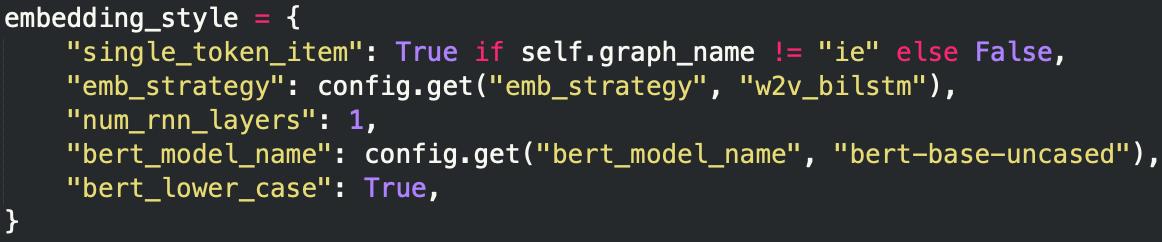 embedding_style = {
    "single_token_item": True if self.graph_name != "ie" else False,
    "emb_strategy": config.get("emb_strategy", "w2v_bilstm"),
    "num_rnn_layers": 1,
    "bert_model_name": config.get("bert_model_name", "bert-base-uncased"),
    "bert_lower_case": True,
}